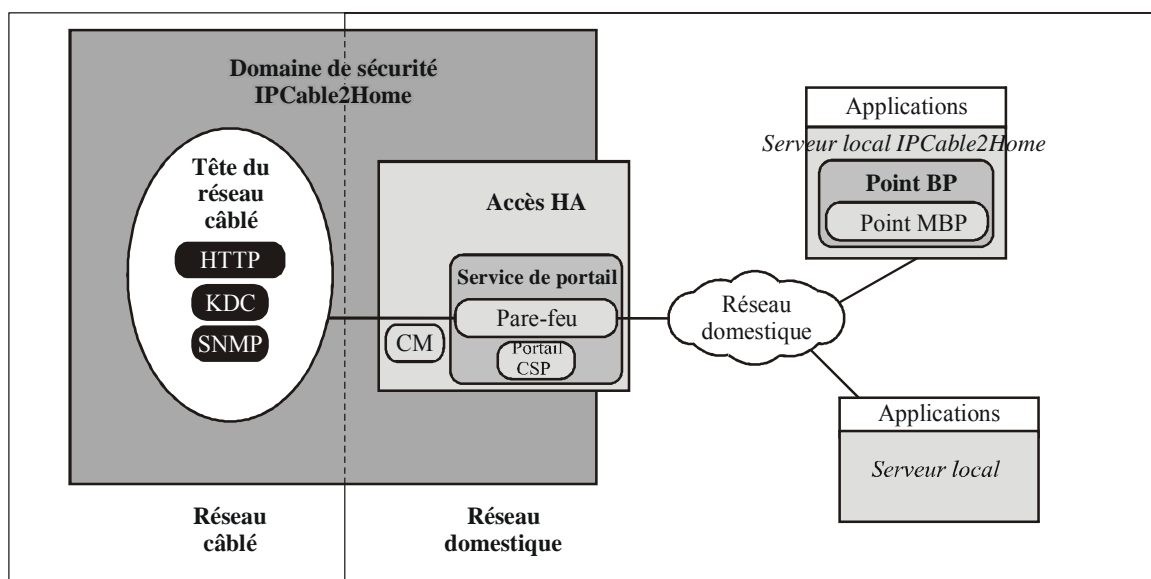 Domaine de sécurité
IPCable2Home
Tête du
réseau
câblé
HTTP
KDC
SNMP
Accès HA
Service de portail
Pare-feu
CM
Portail
CSP
Réseau
domestique
Applications
Serveur local IPCable2Home
Point BP
Point MBP
Applications
Serveur local
Réseau
câblé
Réseau
domestique